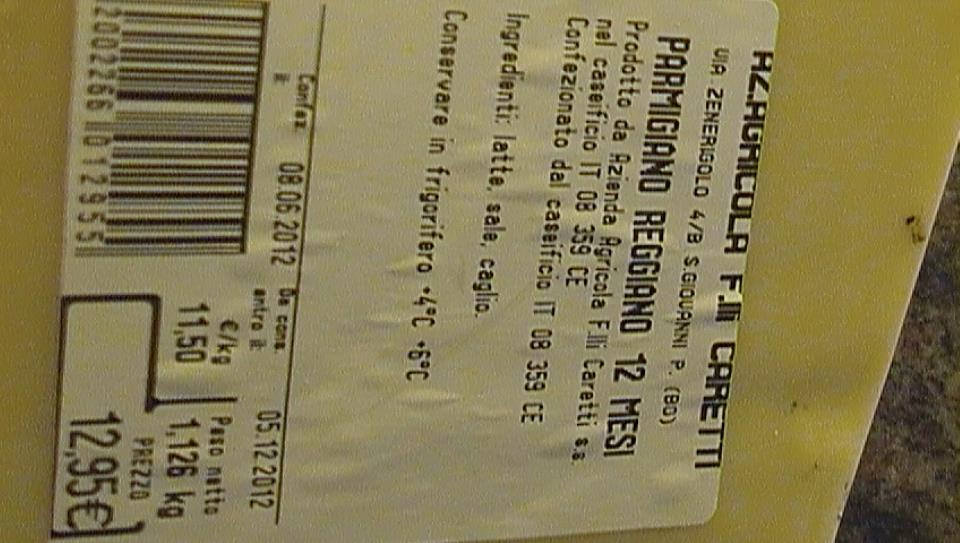 AZ.AGRICOLA F.lli CARETTI
VIA ZENERIGOLO 4/B S.GIOVANNI P. (BO)
PARMIGIANO REGGIANO 12 MESI
Prodotto da Azienda Agricola F.lli Caretti s.s.
nel caseificio IT 08 359 CE
Confezionato dal caseificio IT 08 359 CE
Ingredienti: latte, sale, caglio.
Conservare in frigorifero +4°C +6°C
Confez. il: 08.06.2012 Da cons. entro il: 05.12.2012
€/kg Peso netto
11,50 1,126 kg
PREZZO
12,95€
2002266012955